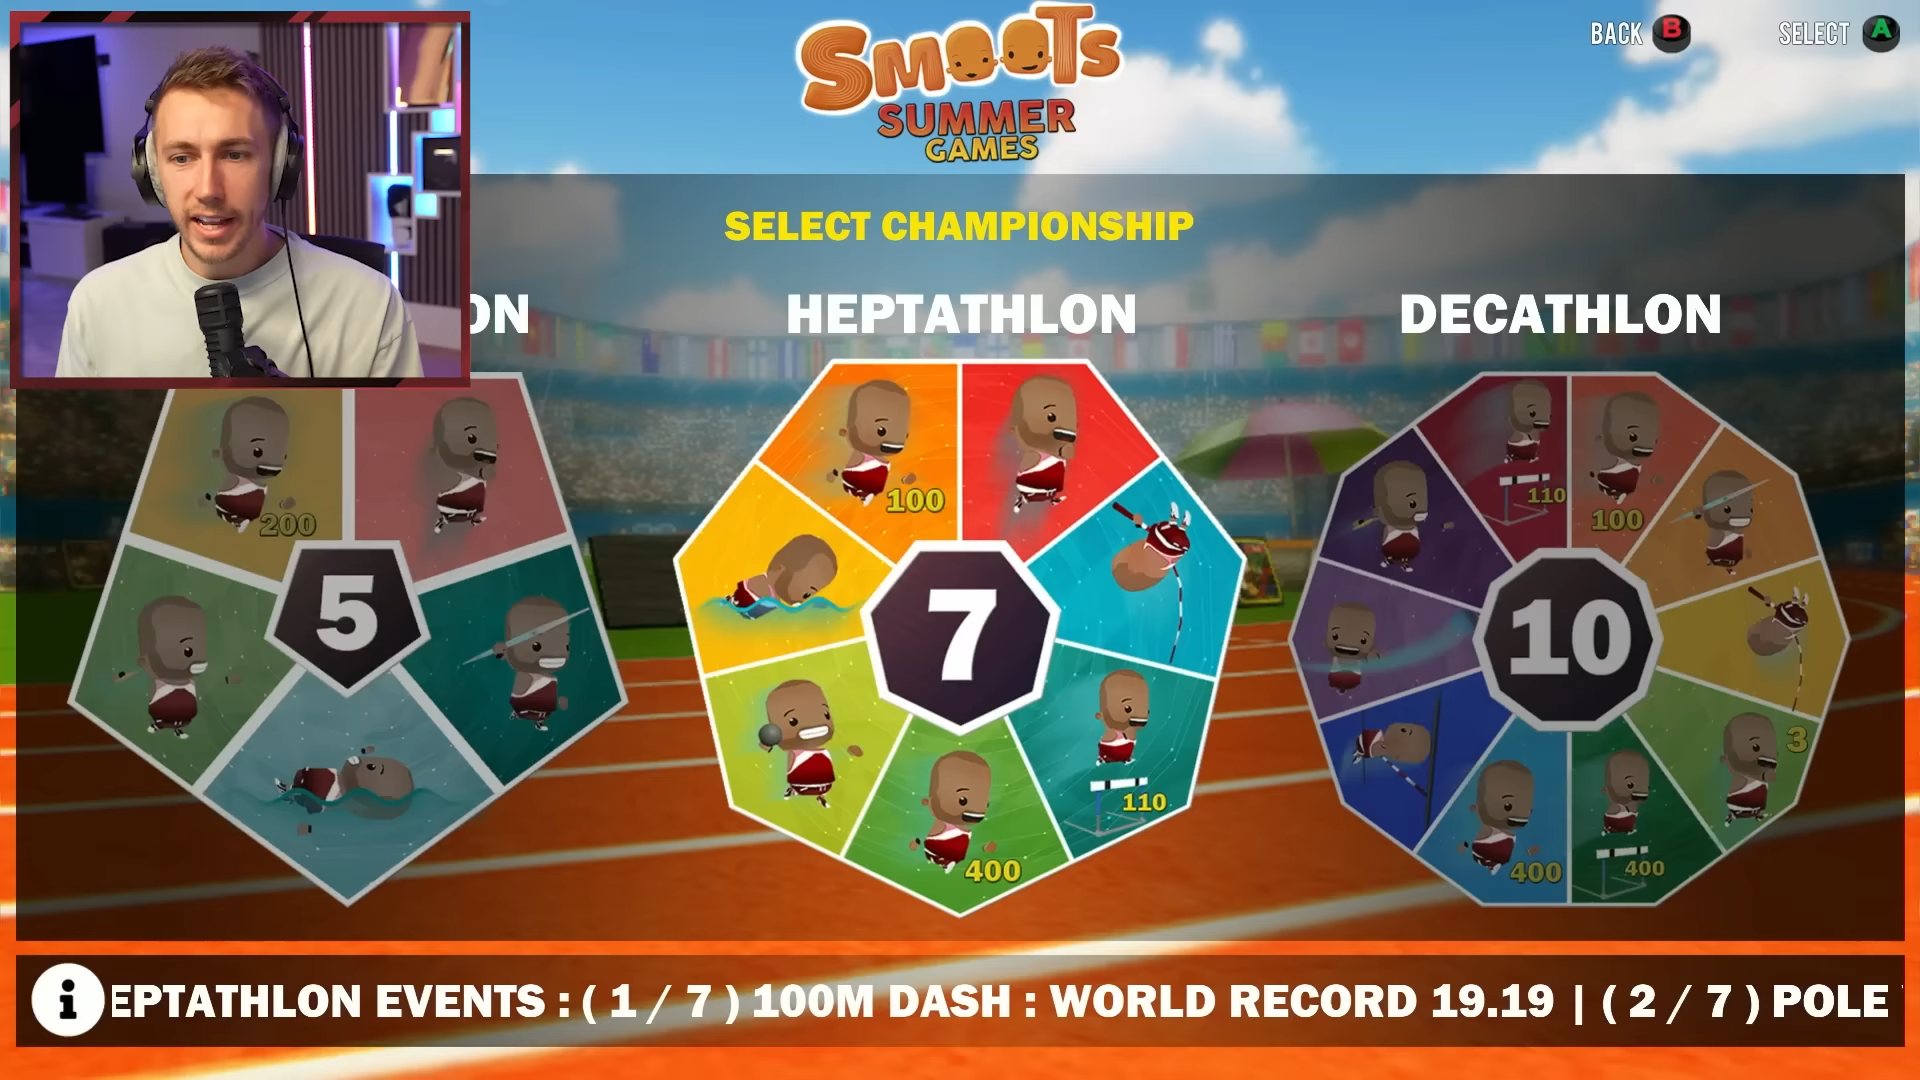 SMOOTS
SUMMER
GAMES
BACK B
SELECT A
SELECT CHAMPIONSHIP
ON
HEPTATHLON
DECATHLON
200
5
100
7
110
400
110
100
10
3
400
400
i
EPTATHLON EVENTS : ( 1 / 7 ) 100M DASH : WORLD RECORD 19.19 | ( 2 / 7 ) POLE